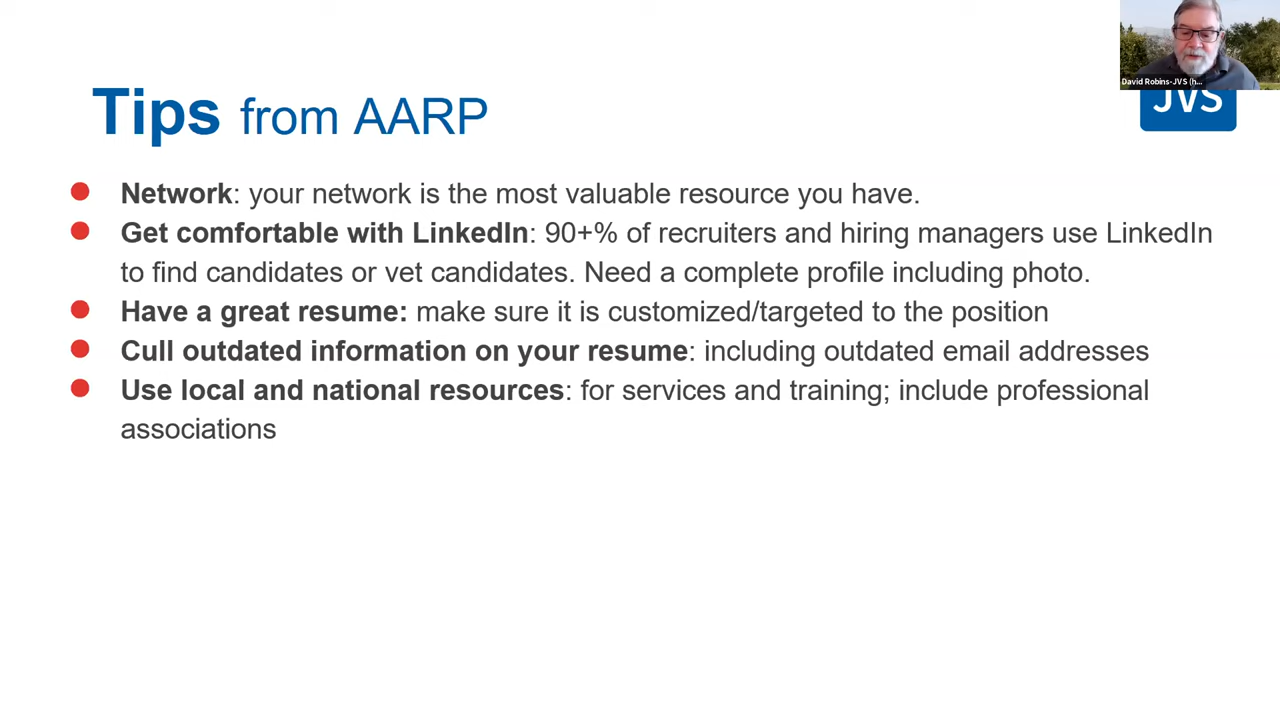 David Robins-JVS (h...
JVS
Tips from AARP
Network: your network is the most valuable resource you have.
Get comfortable with LinkedIn: 90+% of recruiters and hiring managers use LinkedIn
to find candidates or vet candidates. Need a complete profile including photo.
Have a great resume: make sure it is customized/targeted to the position
Cull outdated information on your resume: including outdated email addresses
Use local and national resources: for services and training; include professional
associations